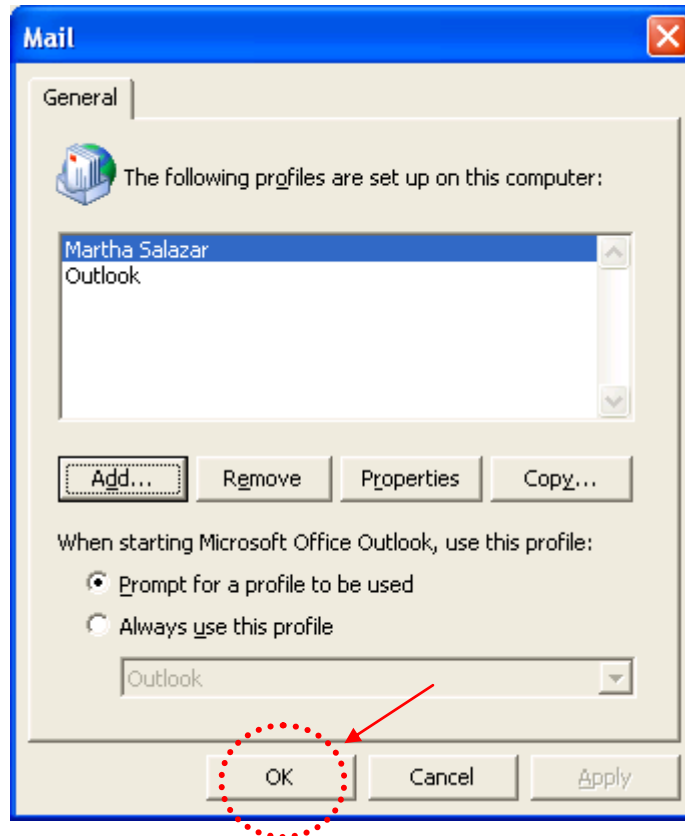 Mail
General
The following profiles are set up on this computer:
Martha Salazar
Outlook
Add... Remove Properties Copy...
When starting Microsoft Office Outlook, use this profile:
Prompt for a profile to be used
Always use this profile
Outlook
OK Cancel Apply